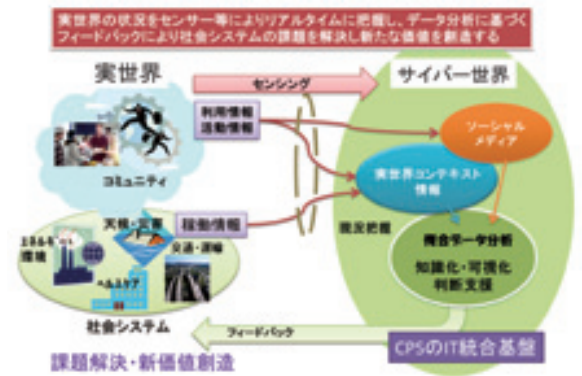 実世界の状況をセンサー等によりリアルタイムに把握し、データ分析に基づく
フィードバックにより社会システムの課題を解決し新たな価値を創造する
実世界
センシング
サイバー世界
利用情報
活動情報
ソーシャル
メディア
コミュニティ
実世界コンテキスト
情報
天候・災害
稼働情報
現況把握
エネルギー
環境
交通・運輸
複合データ分析
ヘルスケア
知識化・可視化
判断支援
社会システム
フィードバック
CPSのIT統合基盤
課題解決・新価値創造